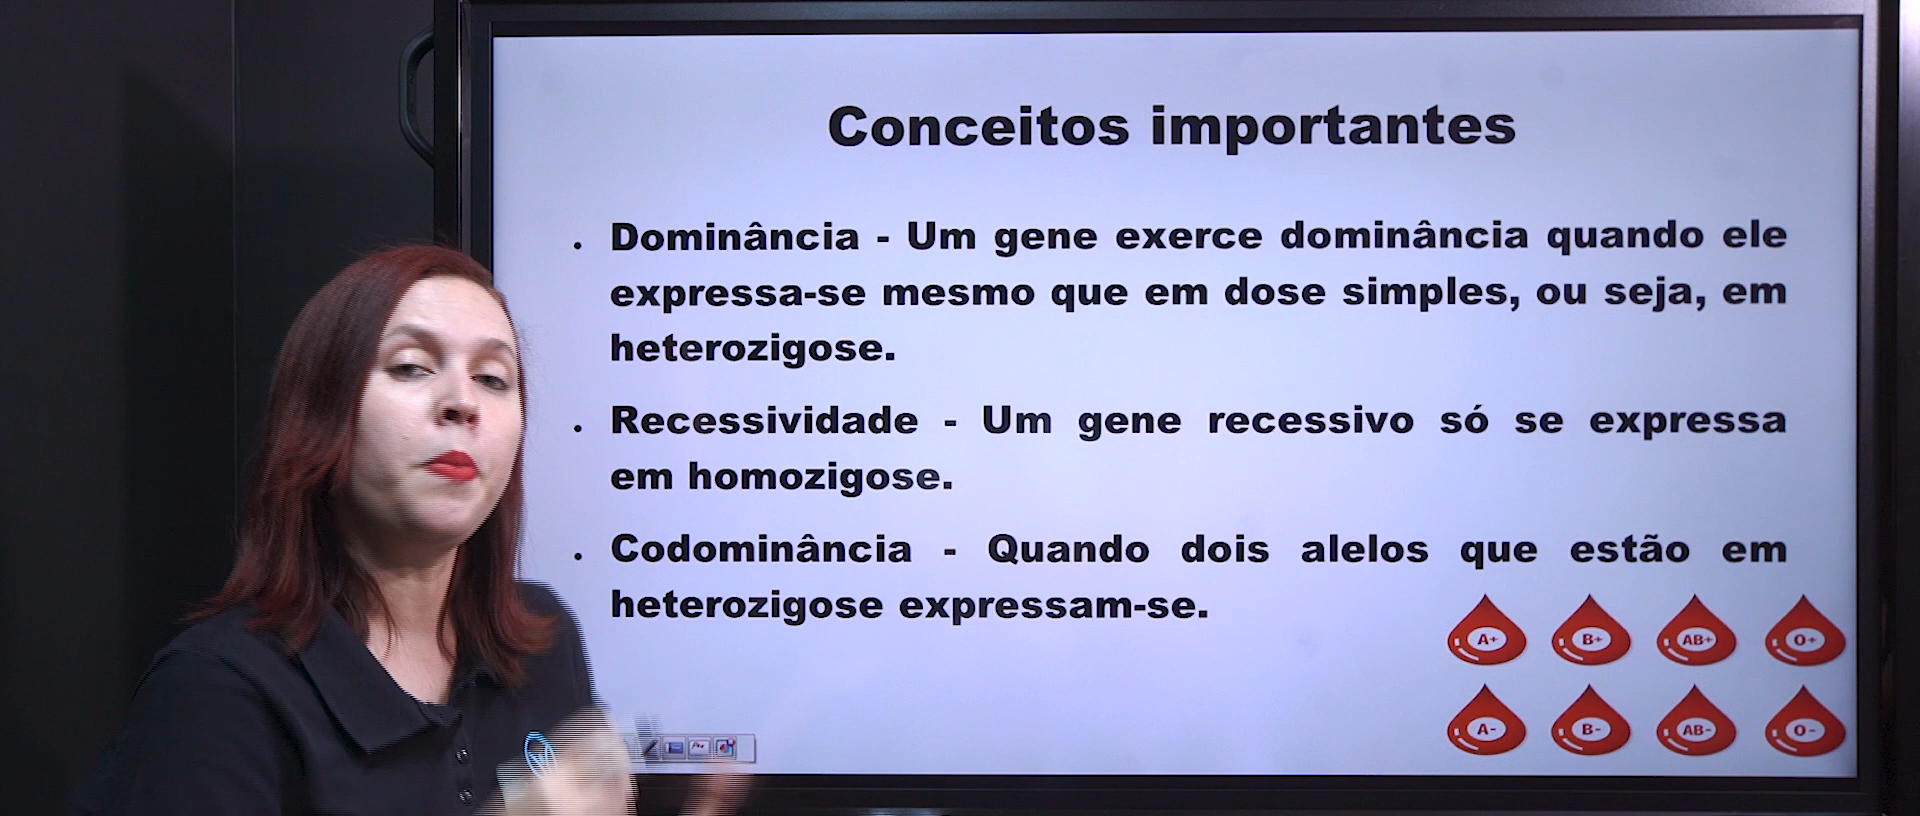 Conceitos importantes
• Dominância - Um gene exerce dominância quando ele
expressa-se mesmo que em dose simples, ou seja, em
heterozigose.
• Recessividade - Um gene recessivo só se expressa
em homozigose.
• Codominância - Quando dois alelos que estão em
heterozigose expressam-se.
A+ B+ AB+ O+
A- B- AB- O-